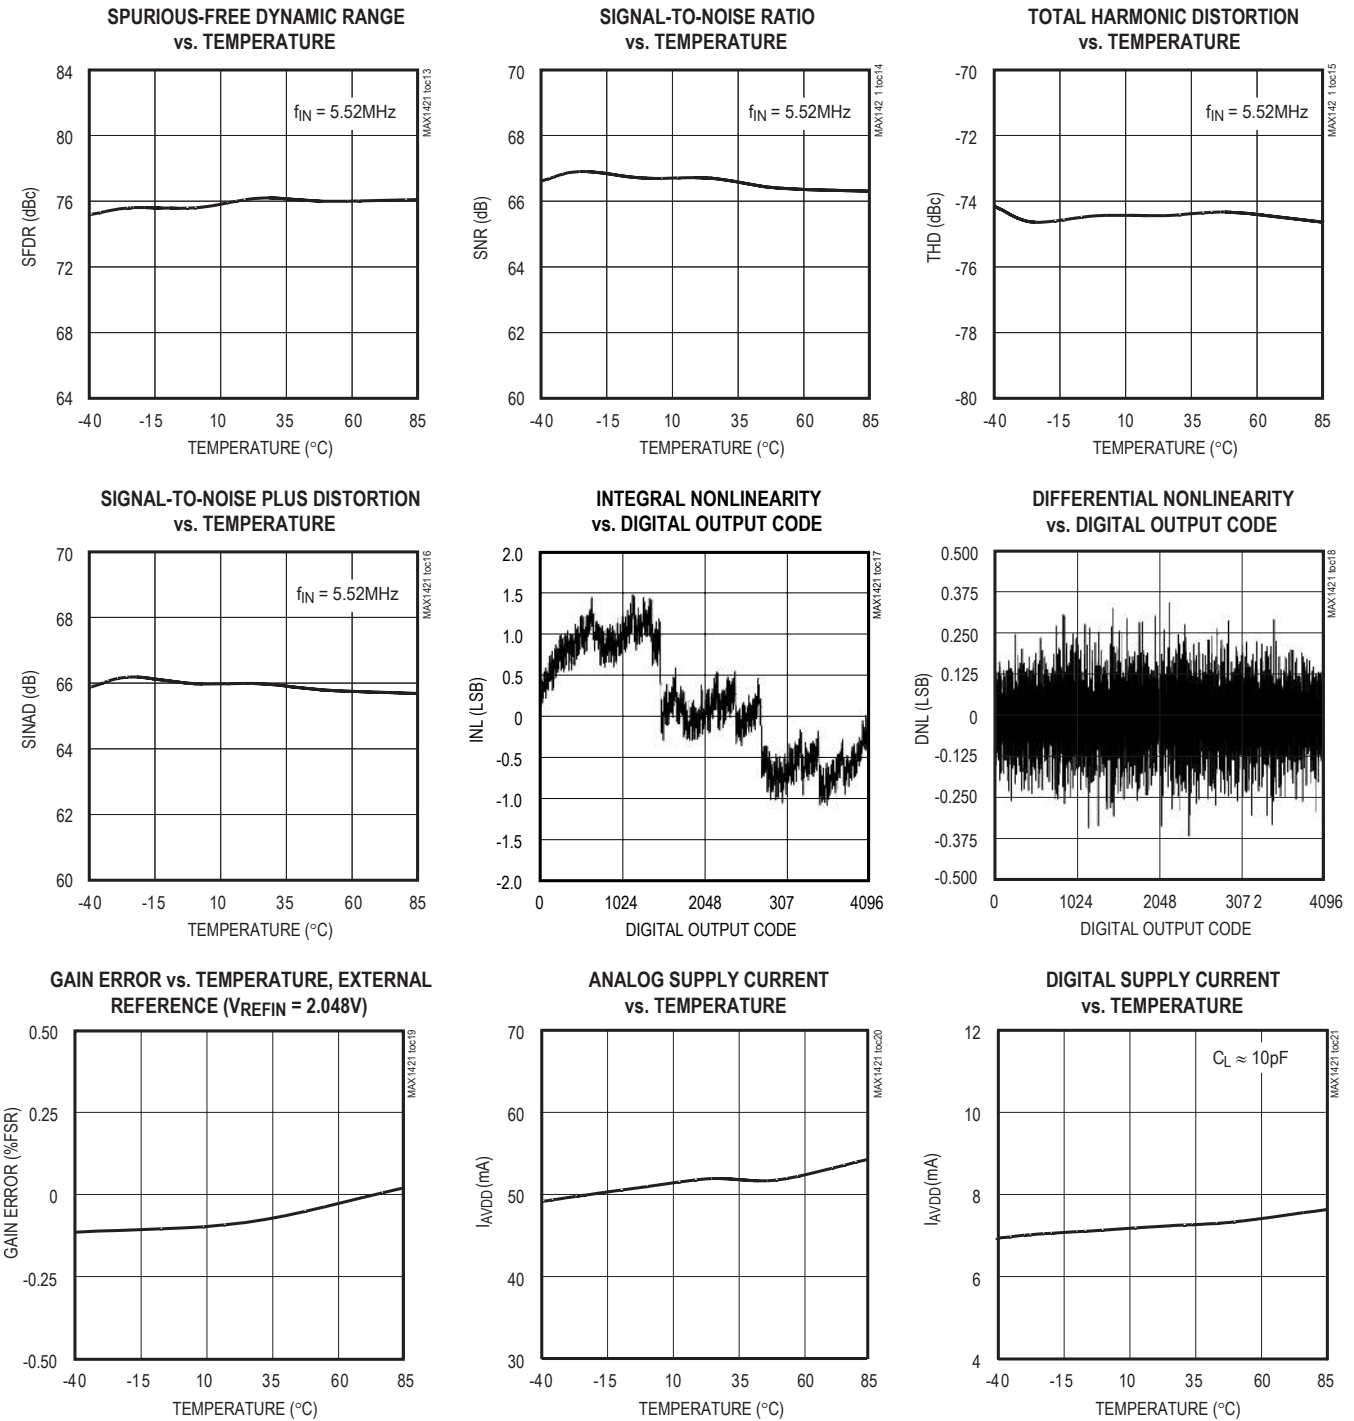 SPURIOUS-FREE DYNAMIC RANGE
vs. TEMPERATURE
MAX1421 toc13
fIN = 5.52MHz
SFDR (dBc)
84
80
76
72
68
64
-40 -15 10 35 60 85
TEMPERATURE (°C)
SIGNAL-TO-NOISE RATIO
vs. TEMPERATURE
MAX142 1 toc14
fIN = 5.52MHz
SNR (dB)
70
68
66
64
62
60
-40 -15 10 35 60 85
TEMPERATURE (°C)
TOTAL HARMONIC DISTORTION
vs. TEMPERATURE
MAX142 1 toc15
fIN = 5.52MHz
THD (dBc)
-70
-72
-74
-76
-78
-80
-40 -15 10 35 60 85
TEMPERATURE (°C)
SIGNAL-TO-NOISE PLUS DISTORTION
vs. TEMPERATURE
MAX1421 toc16
fIN = 5.52MHz
SINAD (dB)
70
68
66
64
62
60
-40 -15 10 35 60 85
TEMPERATURE (°C)
INTEGRAL NONLINEARITY
vs. DIGITAL OUTPUT CODE
MAX1421 toc17
INL (LSB)
2.0
1.5
1.0
0.5
0
-0.5
-1.0
-1.5
-2.0
0 1024 2048 307 4096
DIGITAL OUTPUT CODE
DIFFERENTIAL NONLINEARITY
vs. DIGITAL OUTPUT CODE
MAX1421 toc18
DNL (LSB)
0.500
0.375
0.250
0.125
0
-0.125
-0.250
-0.375
-0.500
0 1024 2048 307 2 4096
DIGITAL OUTPUT CODE
GAIN ERROR vs. TEMPERATURE, EXTERNAL
REFERENCE (VREFIN = 2.048V)
MAX1421 toc19
GAIN ERROR (%FSR)
0.50
0.25
0
-0.25
-0.50
-40 -15 10 35 60 85
TEMPERATURE (°C)
ANALOG SUPPLY CURRENT
vs. TEMPERATURE
MAX1421 toc20
IAVDD (mA)
70
60
50
40
30
-40 -15 10 35 60 85
TEMPERATURE (°C)
DIGITAL SUPPLY CURRENT
vs. TEMPERATURE
MAX1421 toc21
CL ≈ 10pF
IAVDD (mA)
12
10
8
6
4
-40 -15 10 35 60 85
TEMPERATURE (°C)